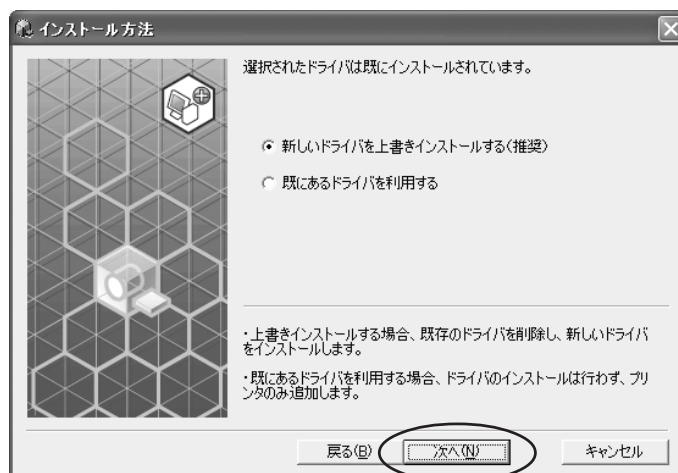 インストール方法
選択されたドライバは既にインストールされています。
新しいドライバを上書きインストールする(推奨)
既にあるドライバを利用する
・上書きインストールする場合、既存のドライバを削除し、新しいドライバ
をインストールします。
・既にあるドライバを利用する場合、ドライバのインストールは行わず、プリ
ンタのみ追加します。
戻る(B)
次へ(N)
キャンセル